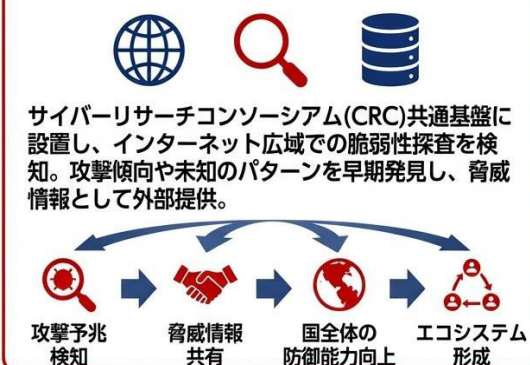 サイバーリサーチコンソーシアム(CRC)共通基盤に
設置し、インターネット広域での脆弱性探査を検
知。攻撃傾向や未知のパターンを早期発見し、脅威
情報として外部提供。
攻撃予兆
検知
脅威情報
共有
国全体の
防御能力向上
エコシステム
形成